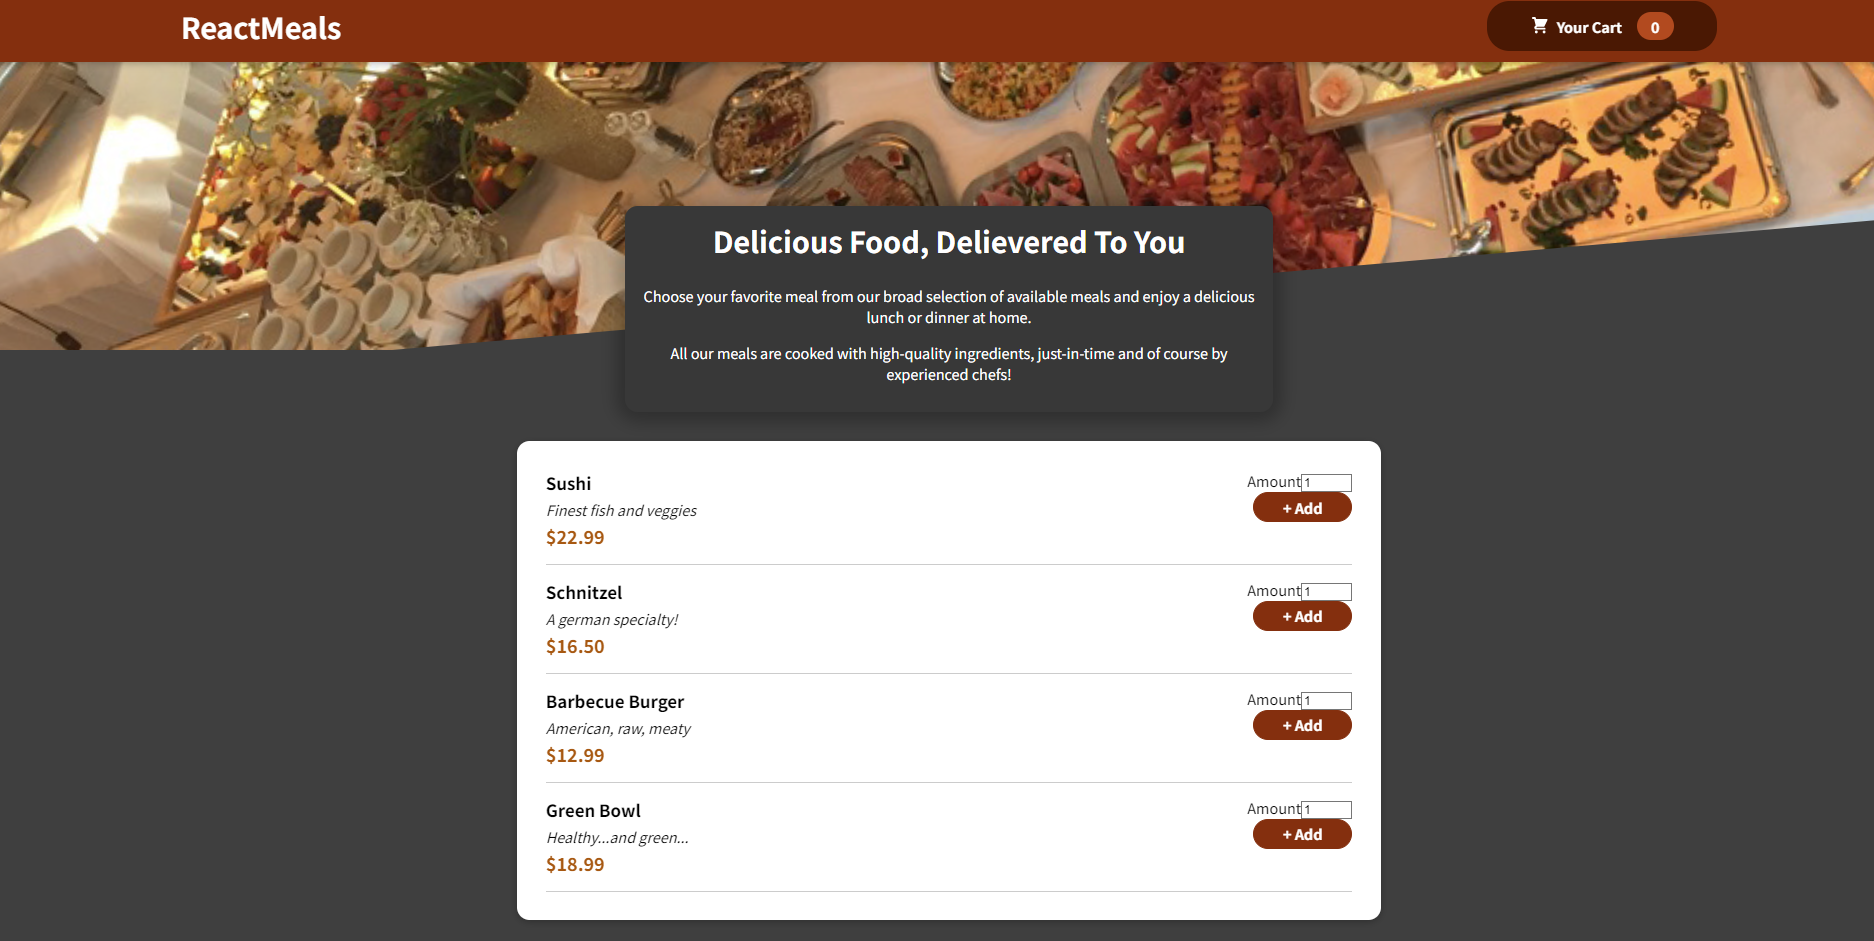 ReactMeals
Your Cart 0
Delicious Food, Delievered To You
Choose your favorite meal from our broad selection of available meals and enjoy a delicious
lunch or dinner at home.
All our meals are cooked with high-quality ingredients, just-in-time and of course by
experienced chefs!
Sushi
Finest fish and veggies
$22.99
Amount 1
+ Add
Schnitzel
A german specialty!
$16.50
Amount 1
+ Add
Barbecue Burger
American, raw, meaty
$12.99
Amount 1
+ Add
Green Bowl
Healthy...and green...
$18.99
Amount 1
+ Add